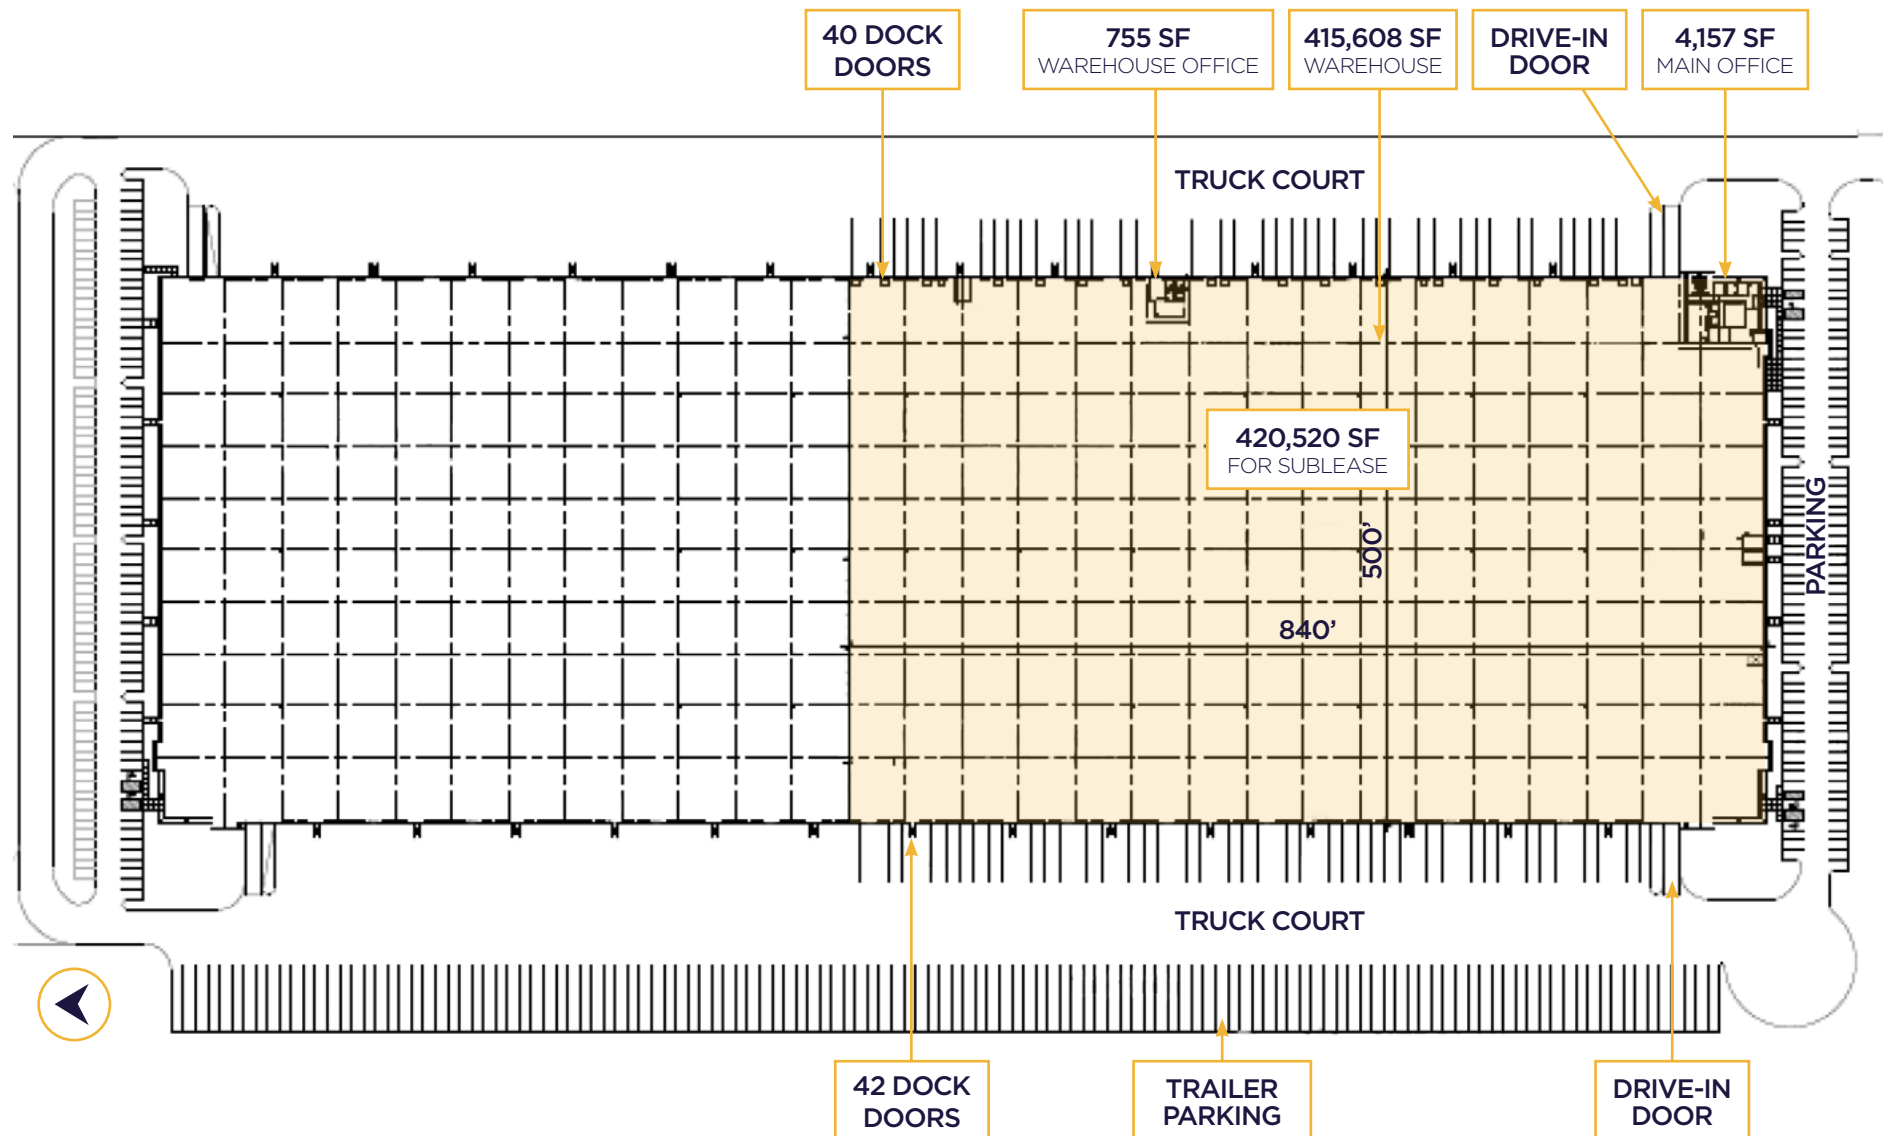 40 DOCK
DOORS
755 SF
WAREHOUSE OFFICE
415,608 SF
WAREHOUSE
DRIVE-IN
DOOR
4,157 SF
MAIN OFFICE
TRUCK COURT
420,520 SF
FOR SUBLEASE
500’
840’
PARKING
TRUCK COURT
42 DOCK
DOORS
TRAILER
PARKING
DRIVE-IN
DOOR